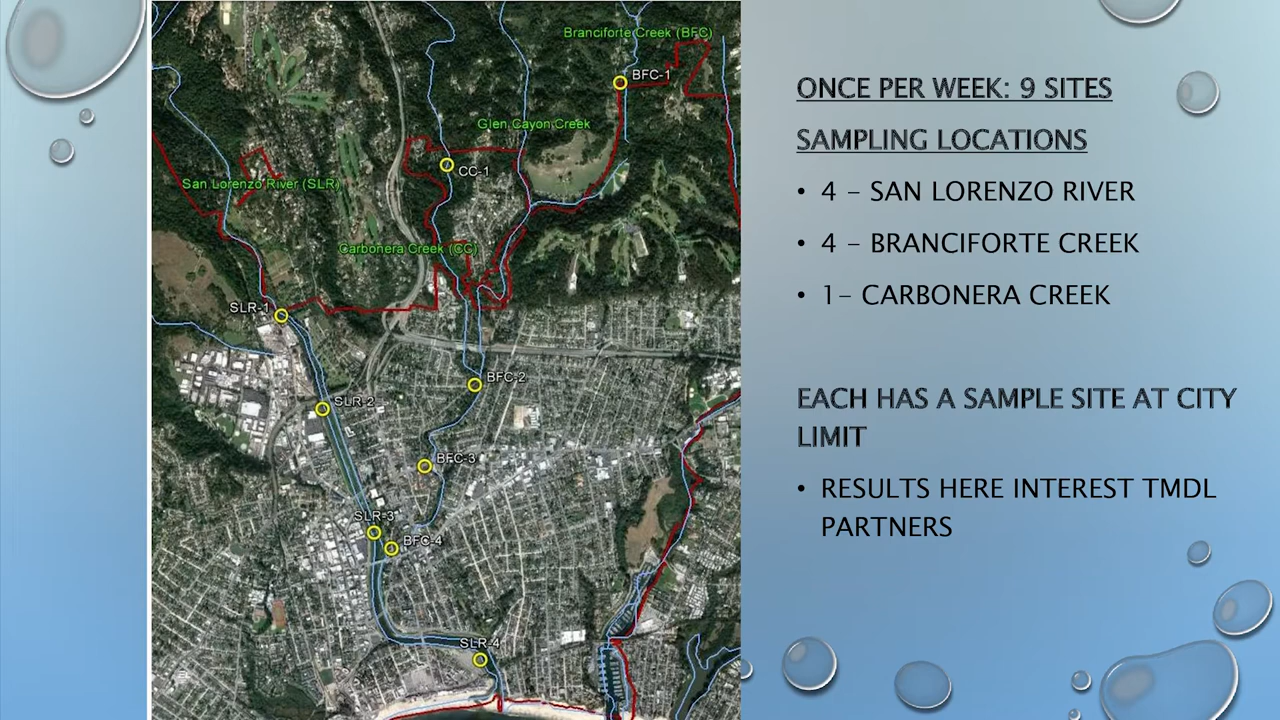 Branciforte Creek (BFC)
BFC-1
Glen Cayon Creek
CC-1
San Lorenzo River (SLR)
Carbonera Creek (CC)
SLR-1
BFC-2
SLR-2
BFC-3
SLR-3
BFC-4
SLR-4
ONCE PER WEEK: 9 SITES
SAMPLING LOCATIONS
• 4 – SAN LORENZO RIVER
• 4 – BRANCIFORTE CREEK
• 1– CARBONERA CREEK
EACH HAS A SAMPLE SITE AT CITY
LIMIT
• RESULTS HERE INTEREST TMDL
PARTNERS